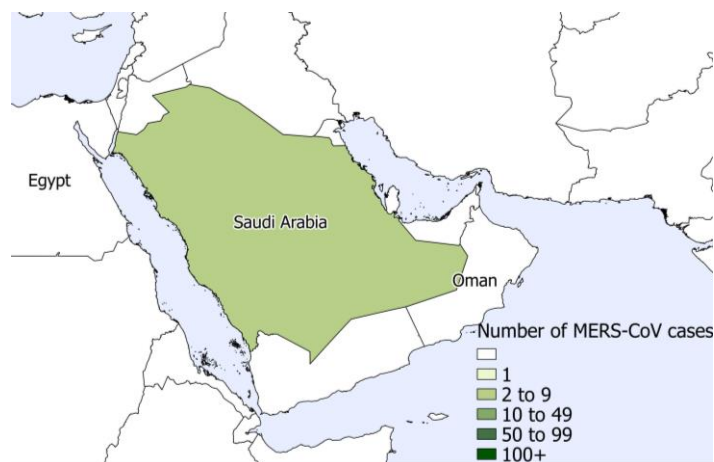 Egypt
Saudi Arabia
Oman
Number of MERS-CoV cases
1
2 to 9
10 to 49
50 to 99
100+